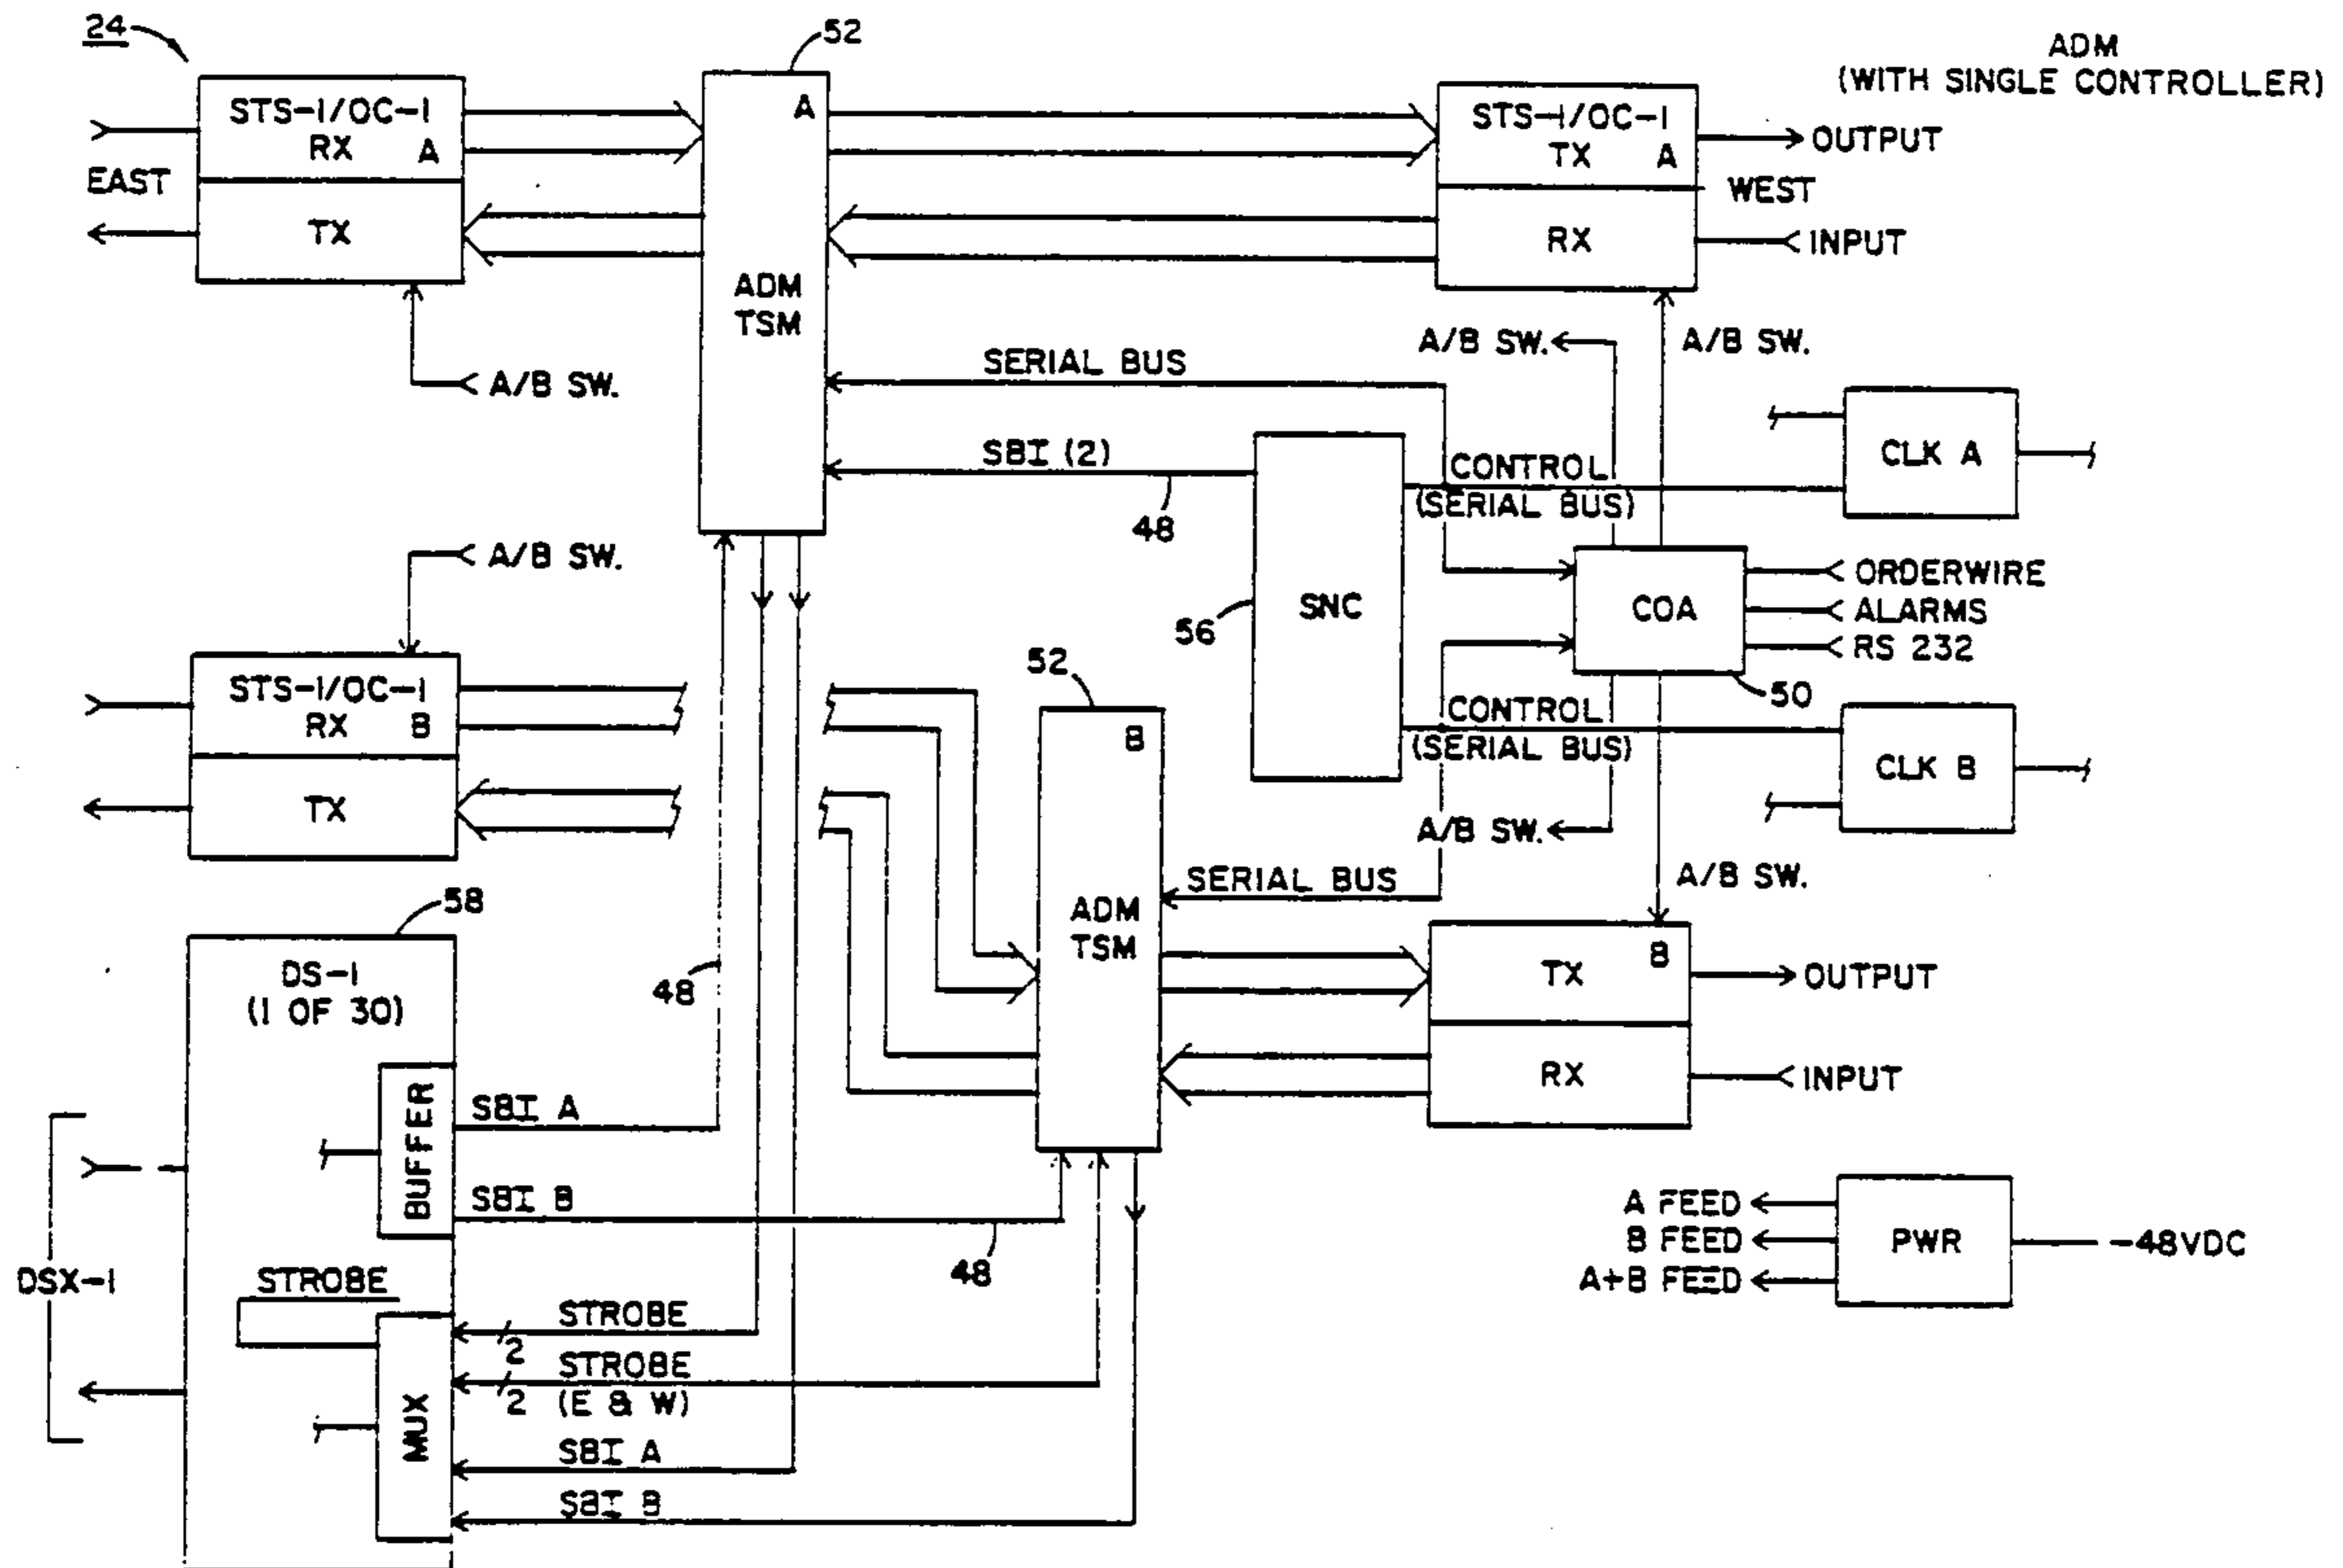 24
52
ADM
(WITH SINGLE CONTROLLER)
STS-1/OC-1
RX A
EAST
TX
A
ADM
TSM
STS-1/OC-1
TX A
OUTPUT
WEST
RX
INPUT
A/B SW.
A/B SW.
A/B SW.
SERIAL BUS
SBI (2)
48
CONTROL
(SERIAL BUS)
CLK A
A/B SW.
56
SNC
COA
ORDERWIRE
ALARMS
RS 232
50
STS-1/OC-1
RX B
TX
52
B
ADM
TSM
CONTROL
(SERIAL BUS)
CLK B
A/B SW.
SERIAL BUS
A/B SW.
B
TX
OUTPUT
RX
INPUT
58
DS-1
(1 OF 30)
48
BUFFER
SBI A
SBI B
48
DSX-1
STROBE
MUX
STROBE
2
STROBE
2
(E & W)
SBI A
SBI B
A FEED
B FEED
A+B FEED
PWR
-48VDC